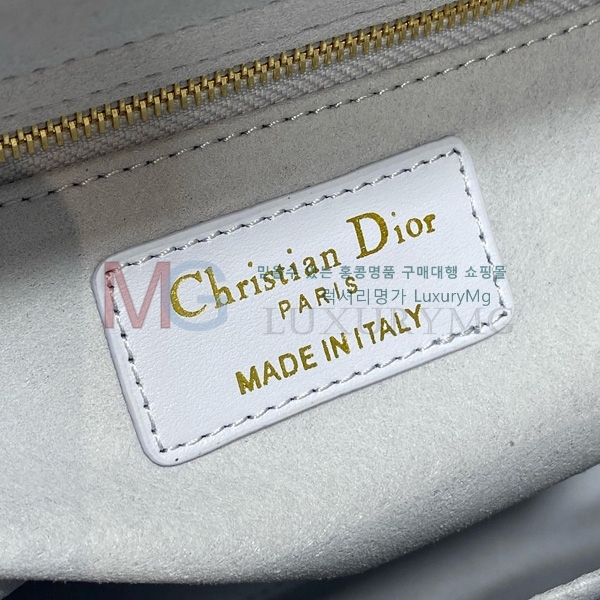 Christian Dior
PARIS
MADE IN ITALY
MG
믿을수 있는 홍콩명품 구매대행 쇼핑몰
럭셔리명가 LuxuryMg
LUXURYMG